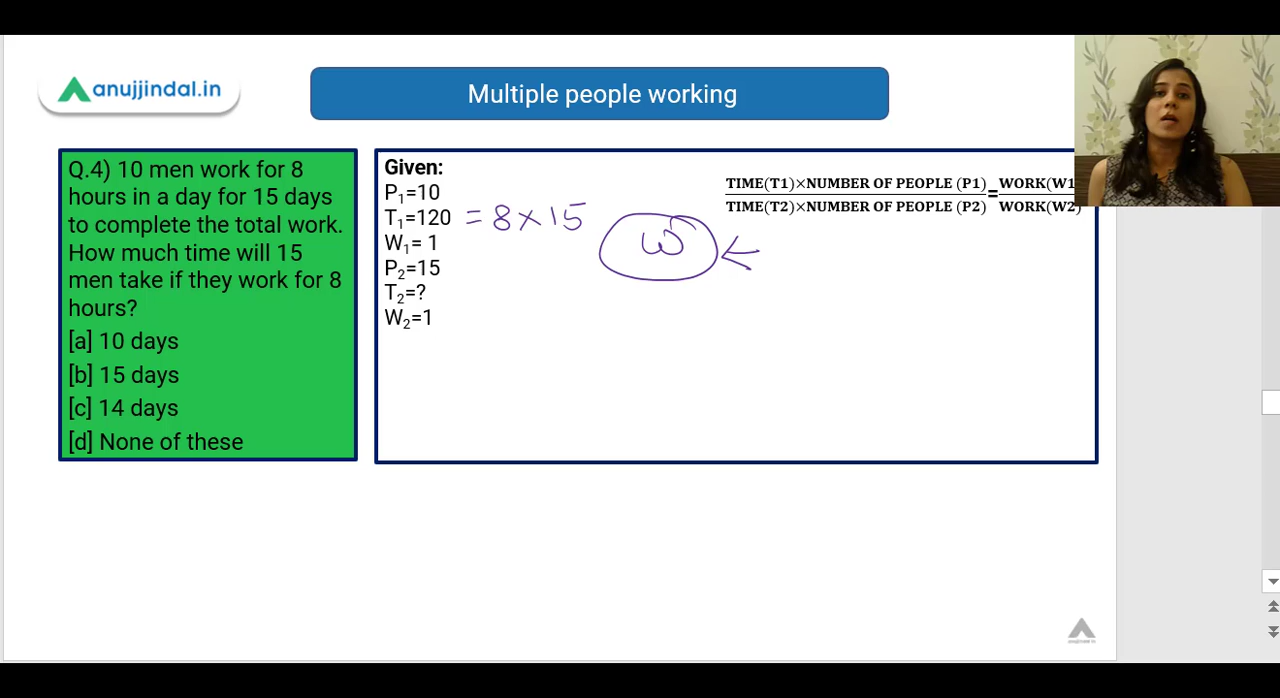 anujjindal.in
Multiple people working
Q.4) 10 men work for 8
hours in a day for 15 days
to complete the total work.
How much time will 15
men take if they work for 8
hours?
[a] 10 days
[b] 15 days
[c] 14 days
[d] None of these
Given:
P₁=10
T₁=120 = 8×15
W₁= 1
P₂=15
T₂=?
W₂=1
W
TIME(T1)×NUMBER OF PEOPLE (P1) = WORK(W1
TIME(T2)×NUMBER OF PEOPLE (P2) WORK(W2)
anujjindal.in